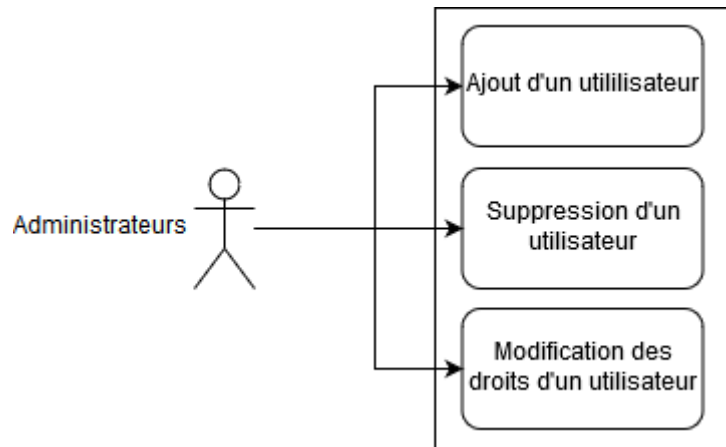 Ajout d'un utililisateur
Administrateurs
Suppression d'un
utilisateur
Modification des
droits d'un utilisateur